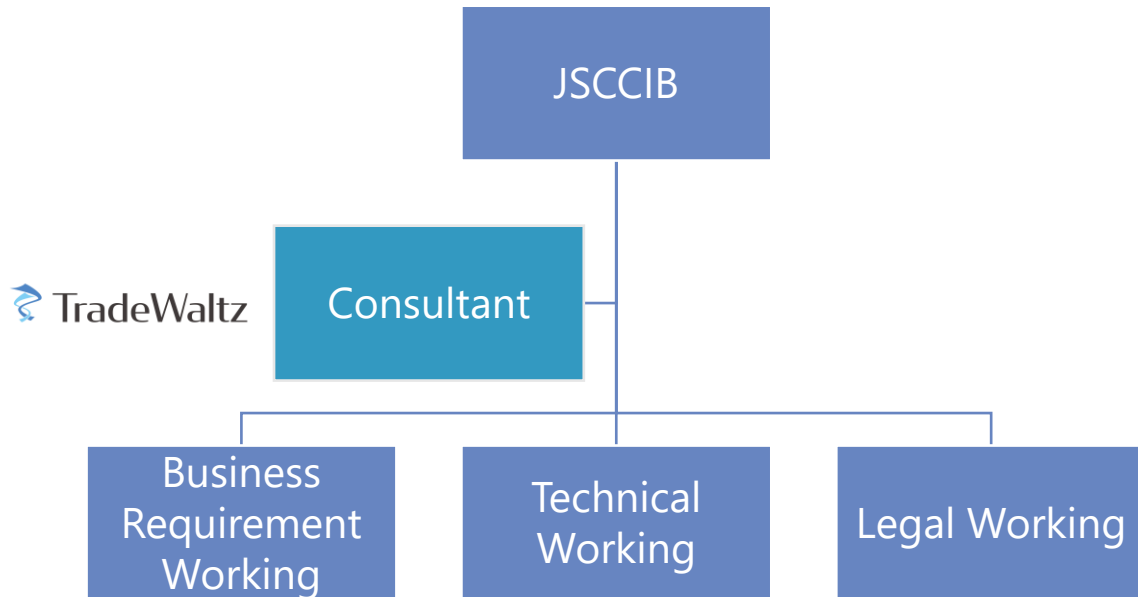 JSCCIB
TradeWaltz
Consultant
Business
Requirement
Working
Technical
Working
Legal Working